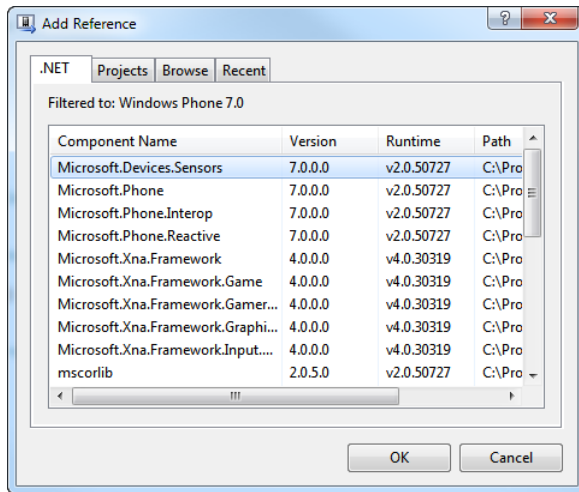 Add Reference
.NET Projects Browse Recent
Filtered to: Windows Phone 7.0
Component Name Version Runtime Path
Microsoft.Devices.Sensors 7.0.0.0 v2.0.50727 C:\Pro
Microsoft.Phone 7.0.0.0 v2.0.50727 C:\Pro
Microsoft.Phone.Interop 7.0.0.0 v2.0.50727 C:\Pro
Microsoft.Phone.Reactive 7.0.0.0 v2.0.50727 C:\Pro
Microsoft.Xna.Framework 4.0.0.0 v4.0.30319 C:\Pro
Microsoft.Xna.Framework.Game 4.0.0.0 v4.0.30319 C:\Pro
Microsoft.Xna.Framework.Gamer... 4.0.0.0 v4.0.30319 C:\Pro
Microsoft.Xna.Framework.Graphi... 4.0.0.0 v4.0.30319 C:\Pro
Microsoft.Xna.Framework.Input.... 4.0.0.0 v4.0.30319 C:\Pro
mscorlib 2.0.5.0 v2.0.50727 C:\Pro
OK Cancel